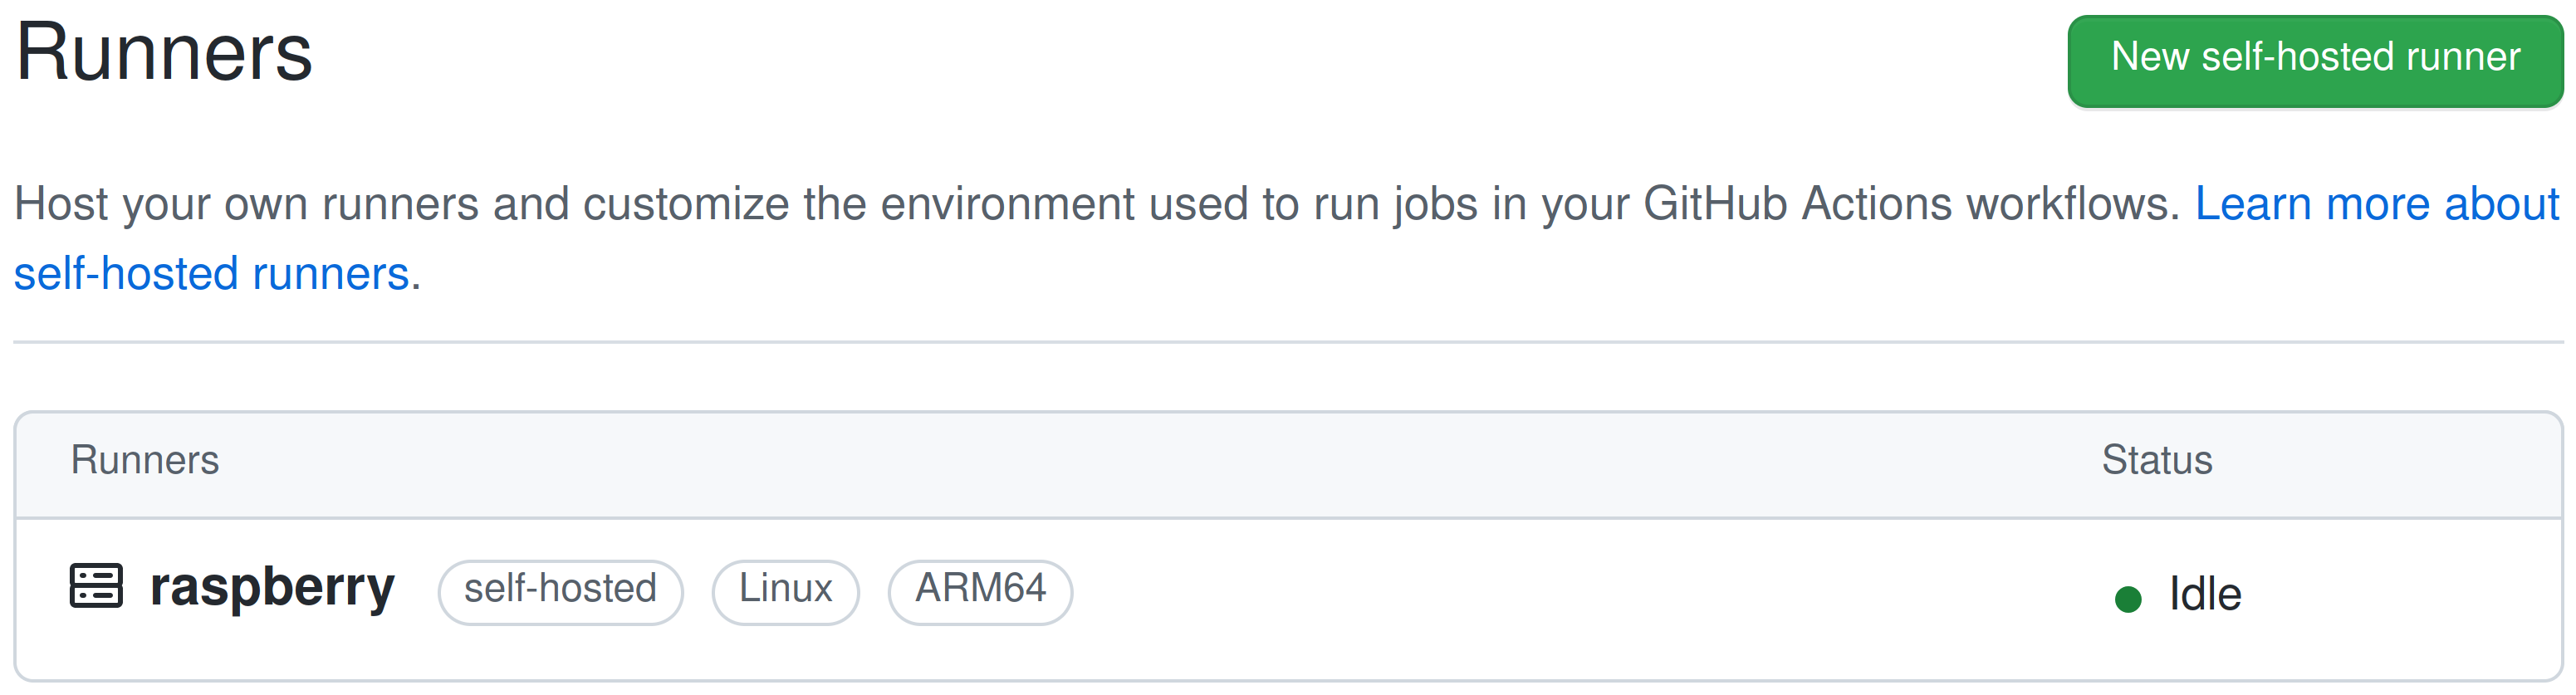 Runners
New self-hosted runner
Host your own runners and customize the environment used to run jobs in your GitHub Actions workflows. Learn more about
self-hosted runners.
Runners Status
raspberry self-hosted Linux ARM64 Idle